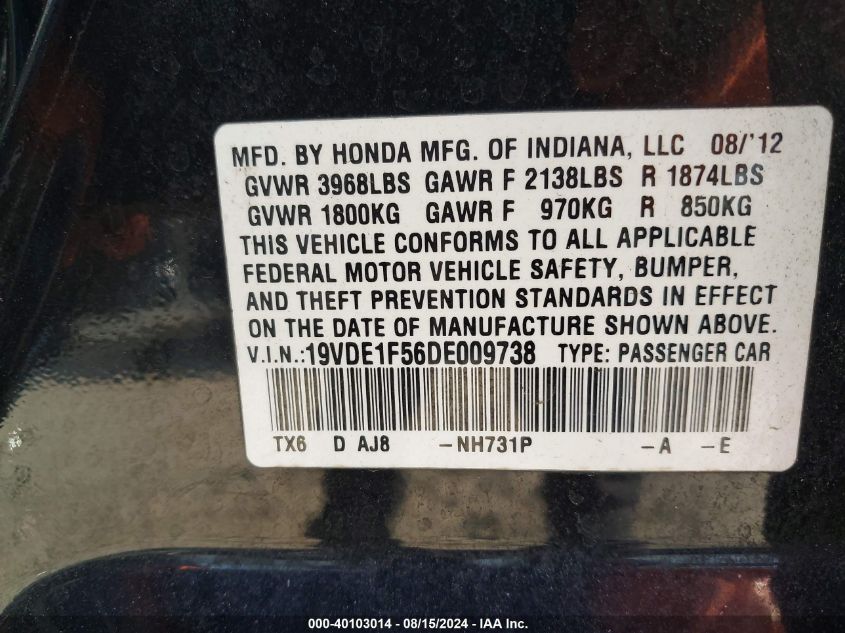 MFD. BY HONDA MFG. OF INDIANA, LLC 08/'12
GVWR 3968LBS GAWR F 2138LBS R 1874LBS
GVWR 1800KG GAWR F 970KG R 850KG
THIS VEHICLE CONFORMS TO ALL APPLICABLE
FEDERAL MOTOR VEHICLE SAFETY, BUMPER,
AND THEFT PREVENTION STANDARDS IN EFFECT
ON THE DATE OF MANUFACTURE SHOWN ABOVE.
V.I.N.:19VDE1F56DE009738 TYPE: PASSENGER CAR
TX6 D AJ8 -NH731P -A -E
000-40103014 - 08/15/2024 - IAA Inc.